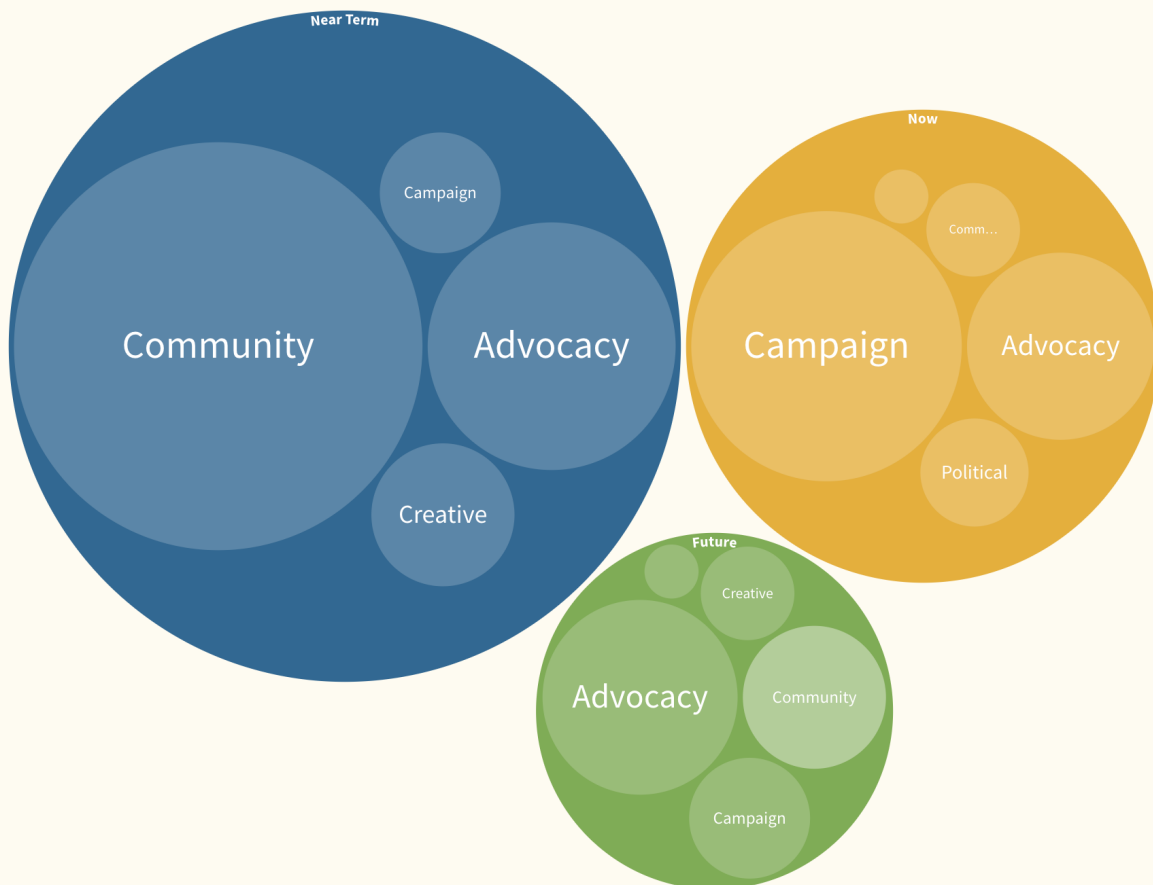 Near Term
Campaign
Community
Advocacy
Creative
Now
Comm...
Campaign
Advocacy
Political
Future
Creative
Advocacy
Community
Campaign